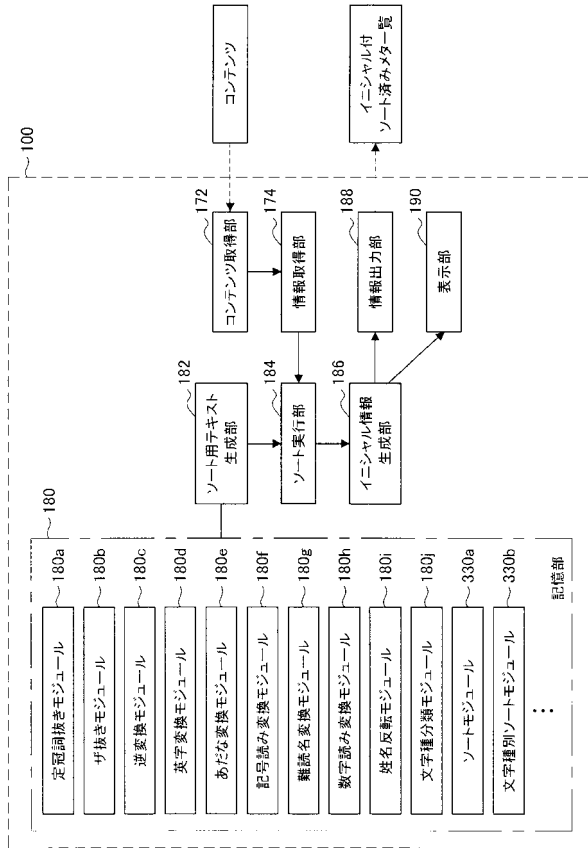 100
コンテンツ
イニシャル付
ソート済みメタ一覧
172
コンテンツ取得部
174
情報取得部
188
情報出力部
190
表示部
182
ソート用テキスト
生成部
184
ソート実行部
186
イニシャル情報
生成部
180
定冠詞抜きモジュール
180a
ザ抜きモジュール
180b
逆変換モジュール
180c
英字変換モジュール
180d
あだな変換モジュール
180e
記号読み変換モジュール
180f
難読名変換モジュール
180g
数字読み変換モジュール
180h
姓名反転モジュール
180i
文字種分類モジュール
180j
ソートモジュール
330a
文字種別ソートモジュール
330b
記憶部